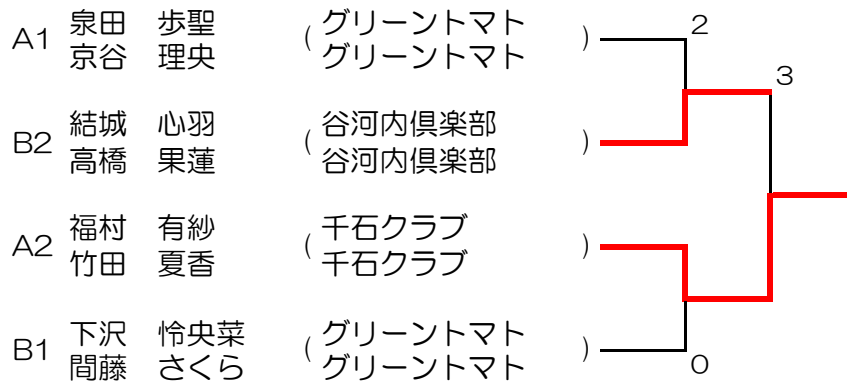 A1 泉田 歩聖 ( グリーントマト ) 2
京谷 理央 グリーントマト
3
B2 結城 心羽 ( 谷河内倶楽部 )
高橋 果蓮 谷河内倶楽部
A2 福村 有紗 ( 千石クラブ )
竹田 夏香 千石クラブ
B1 下沢 怜央菜 ( グリーントマト )
間藤 さくら グリーントマト 0